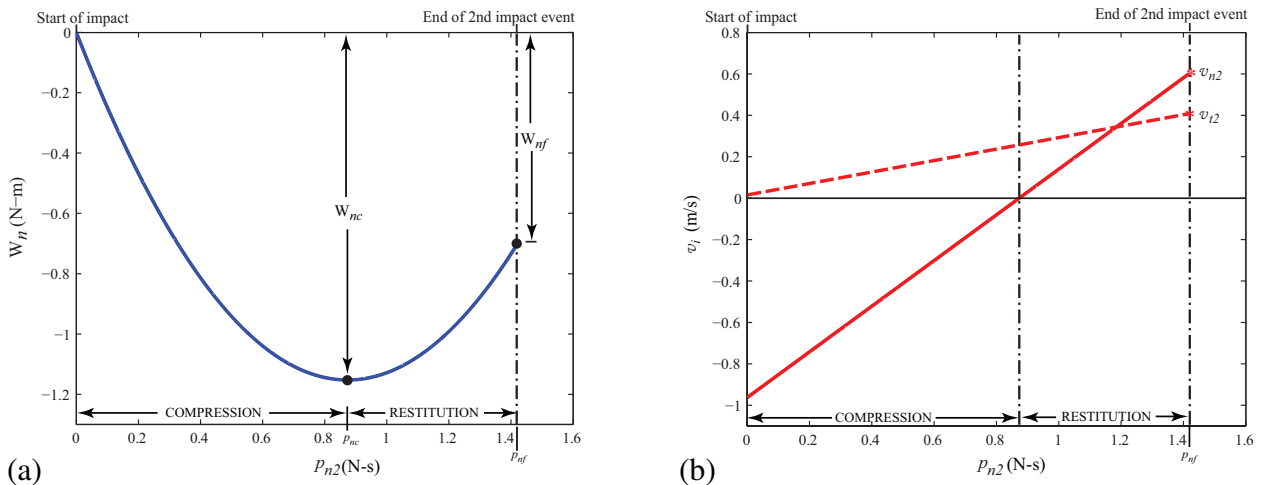 Start of impact
End of 2nd impact event
0
−0.2
−0.4
−0.6
−0.8
−1
−1.2
W_n (N−m)
W_nc
W_nf
COMPRESSION
RESTITUTION
0 0.2 0.4 0.6 0.8 1 1.2 1.4 1.6
p_nc
p_nf
p_n2 (N-s)
(a)
Start of impact
End of 2nd impact event
0.6
0.4
0.2
0
−0.2
−0.4
−0.6
−0.8
−1
v_i (m/s)
v_n2
v_t2
COMPRESSION
RESTITUTION
0 0.2 0.4 0.6 0.8 1 1.2 1.4 1.6
p_nf
p_n2 (N-s)
(b)